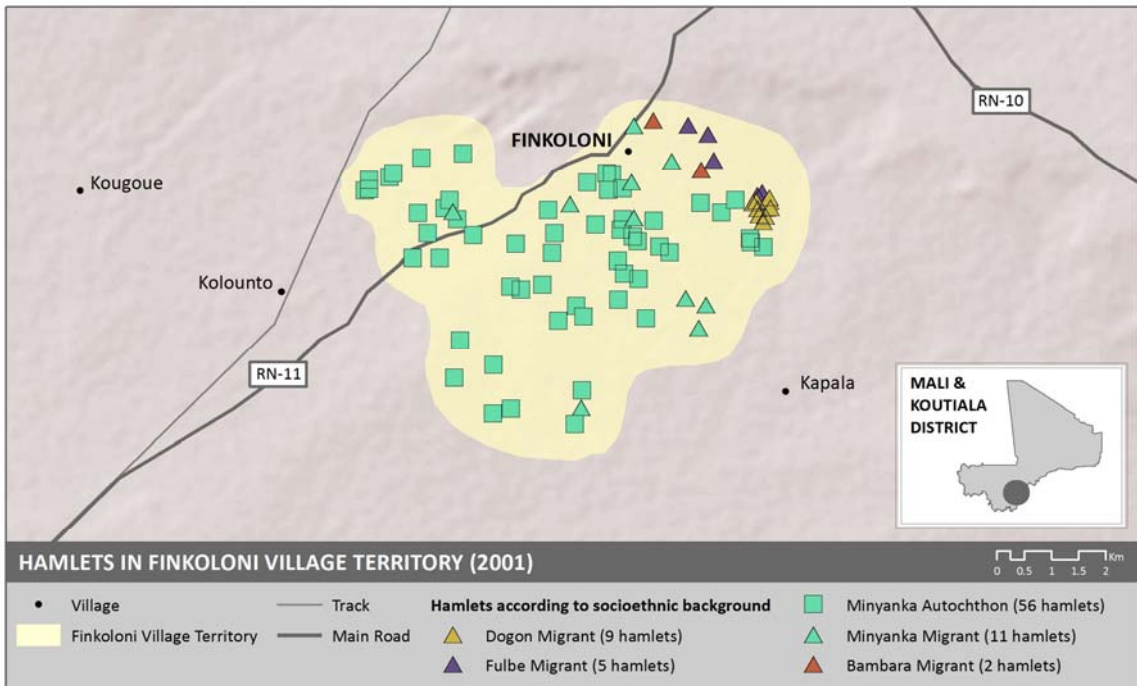 RN-10
FINKOLONI
Kougoue
Kolounto
RN-11
Kapala
MALI &
KOUTIALA
DISTRICT
HAMLETS IN FINKOLONI VILLAGE TERRITORY (2001)
0 0.5 1 1.5 2 Km
Village
Track
Hamlets according to socioethnic background
Minyanka Autochthon (56 hamlets)
Finkoloni Village Territory
Main Road
Dogon Migrant (9 hamlets)
Minyanka Migrant (11 hamlets)
Fulbe Migrant (5 hamlets)
Bambara Migrant (2 hamlets)